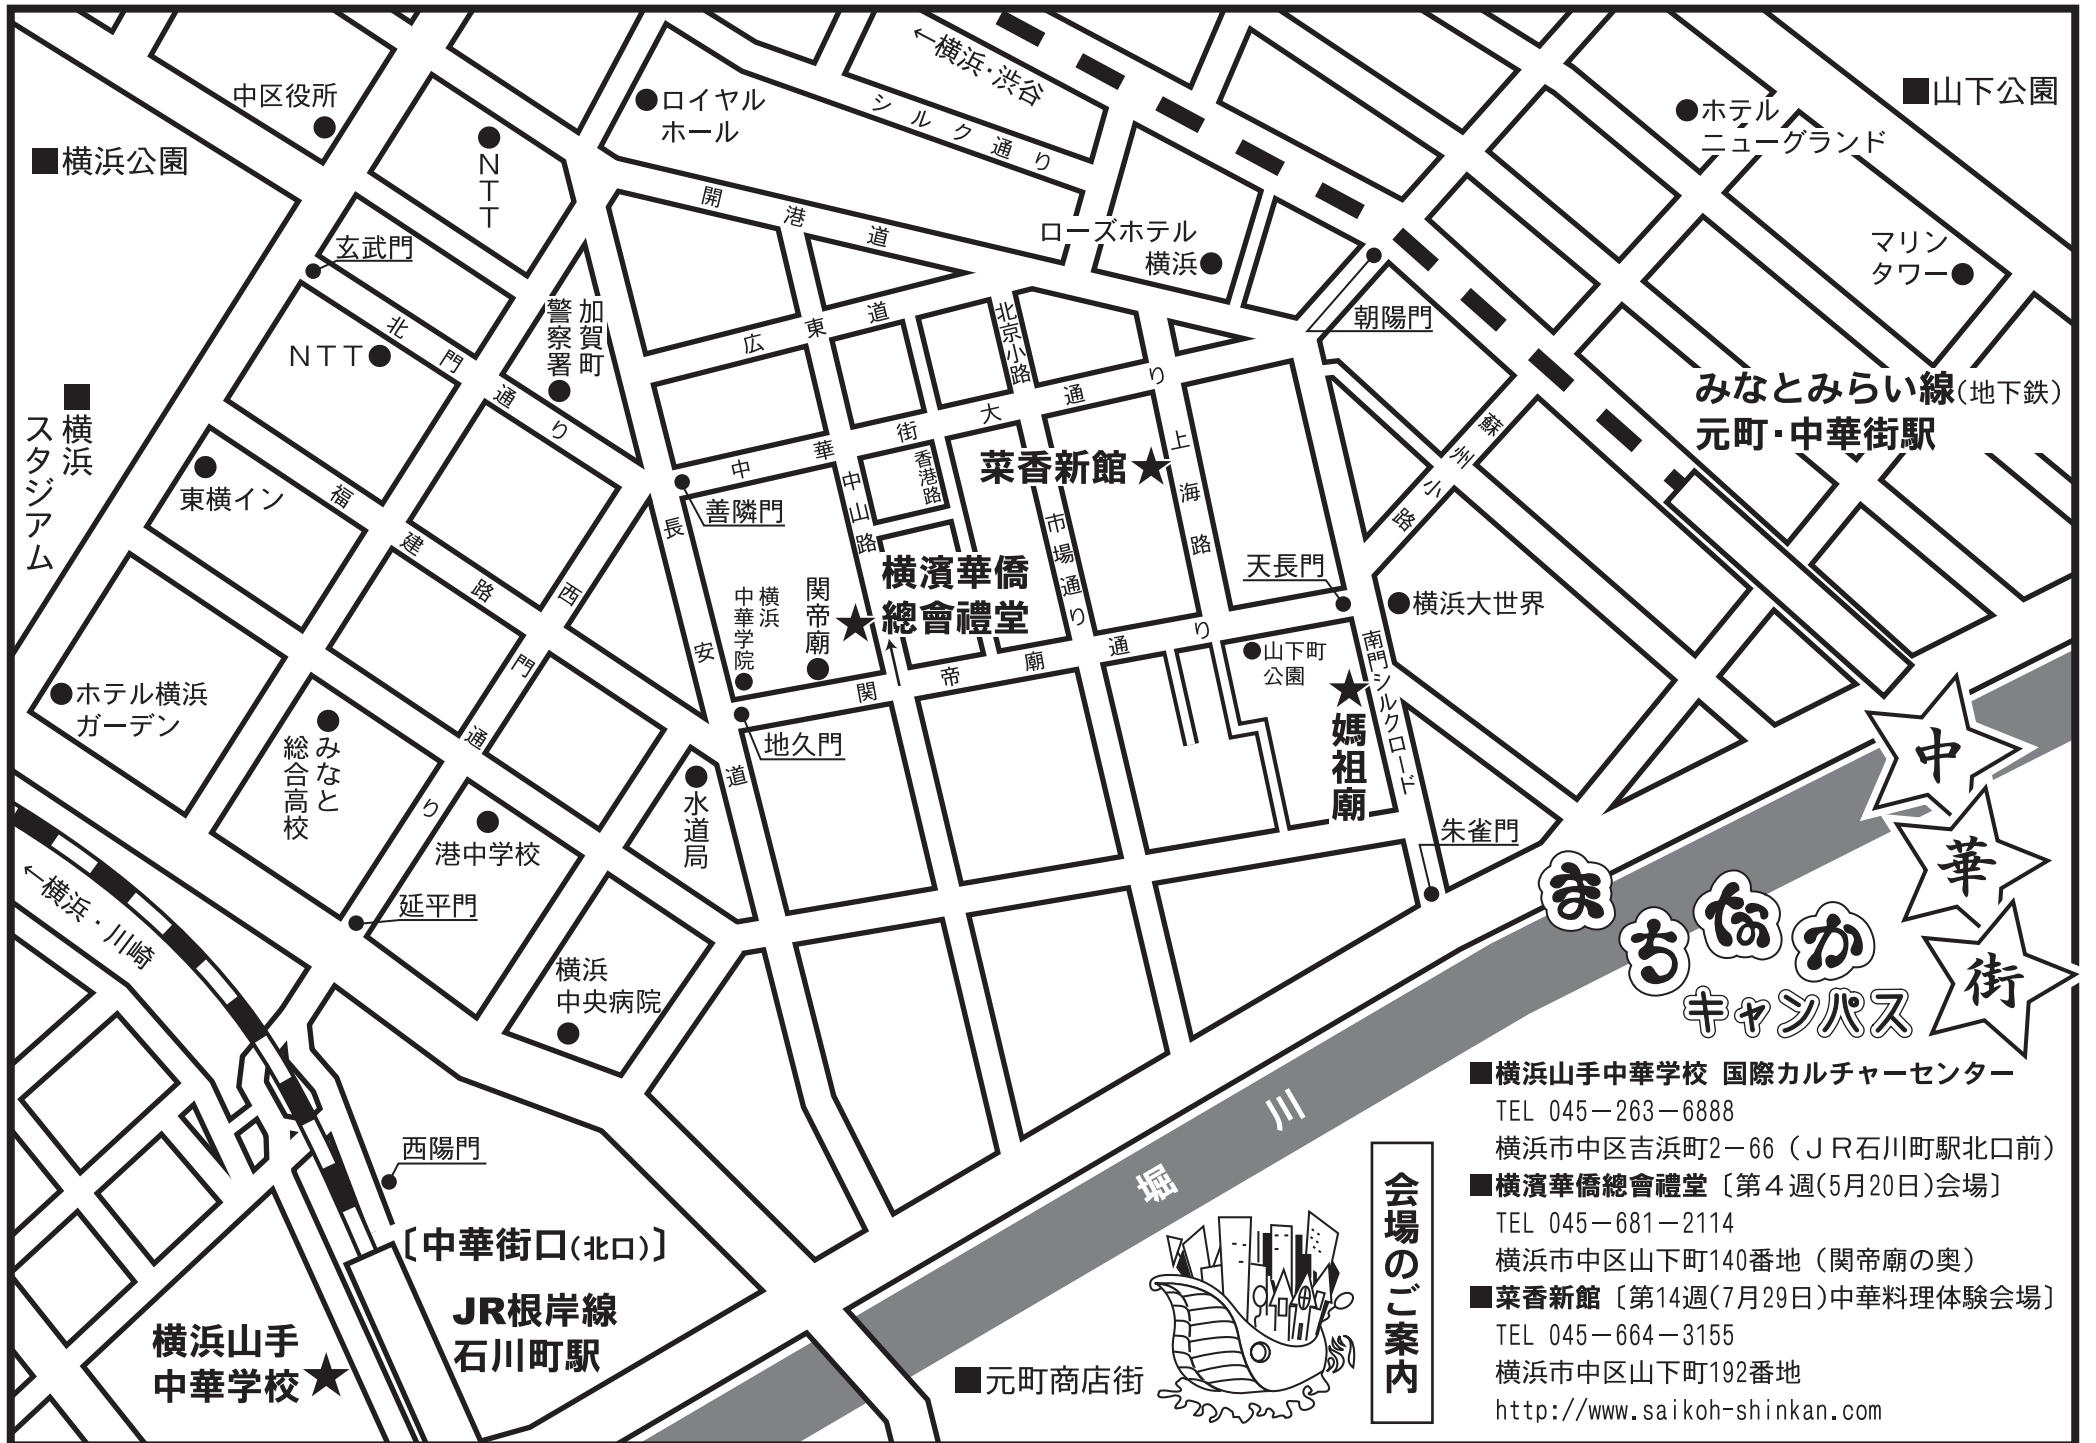 ←横浜・渋谷
中区役所
ロイヤル
ホール
シルク通り
■山下公園
ホテル
ニューグランド
■横浜公園
NTT
開港道
ローズホテル
横浜
マリン
タワー
玄武門
加賀町
警察署
北門通り
NTT
広東道
北京小路
朝陽門
みなとみらい線(地下鉄)
元町・中華街駅
■横浜
スタジアム
東横イン
福建路
中華街大通り
善隣門
中山路
香港路
菜香新館★
上海路
市場通り
蘇州小路
天長門
横浜大世界
長安道
西門通り
横浜
中華学院
関帝廟
★横濱華僑
總會禮堂
関帝廟通り
山下町
公園
南門シルクロード
★媽祖廟
ホテル横浜
ガーデン
みなと
総合高校
地久門
水道局
港中学校
延平門
朱雀門
←横浜・川崎
横浜
中央病院
西陽門
〔中華街口(北口)〕
JR根岸線
石川町駅
横浜山手
中華学校★
堀川
■元町商店街
中華街
まちなか
キャンパス
会場のご案内
■横浜山手中華学校 国際カルチャーセンター
TEL 045−263−6888
横浜市中区吉浜町2−66（JR石川町駅北口前）
■横濱華僑總會禮堂〔第4週(5月20日)会場〕
TEL 045−681−2114
横浜市中区山下町140番地（関帝廟の奥）
■菜香新館〔第14週(7月29日)中華料理体験会場〕
TEL 045−664−3155
横浜市中区山下町192番地
http://www.saikoh-shinkan.com